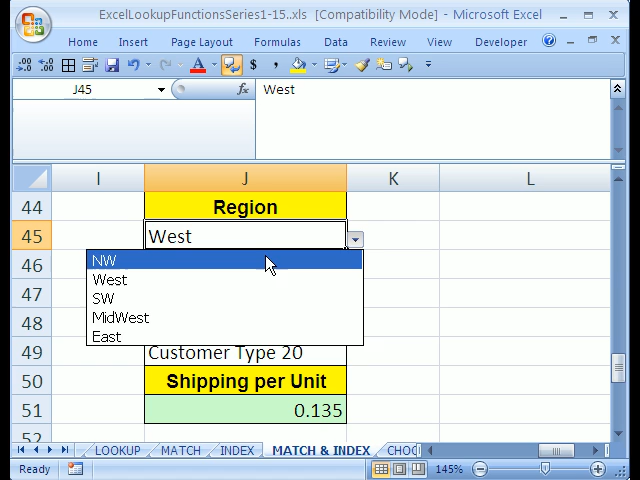 ExcelLookupFunctionsSeries1-15..xls [Compatibility Mode] - Microsoft Excel
Home Insert Page Layout Formulas Data Review View Developer
J45 fx West
I J K L
44 Region
45 West
46 NW
West
47 SW
48 MidWest
East
49 Customer Type 20
50 Shipping per Unit
51 0.135
52
LOOKUP MATCH INDEX MATCH & INDEX CHOC
Ready 145%